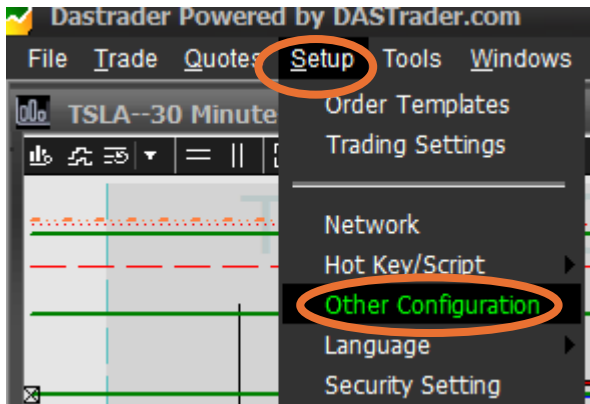 Dastrader Powered by DASTrader.com
File Trade Quotes Setup Tools Windows
TSLA--30 Minute
Order Templates
Trading Settings
Network
Hot Key/Script
Other Configuration
Language
Security Setting